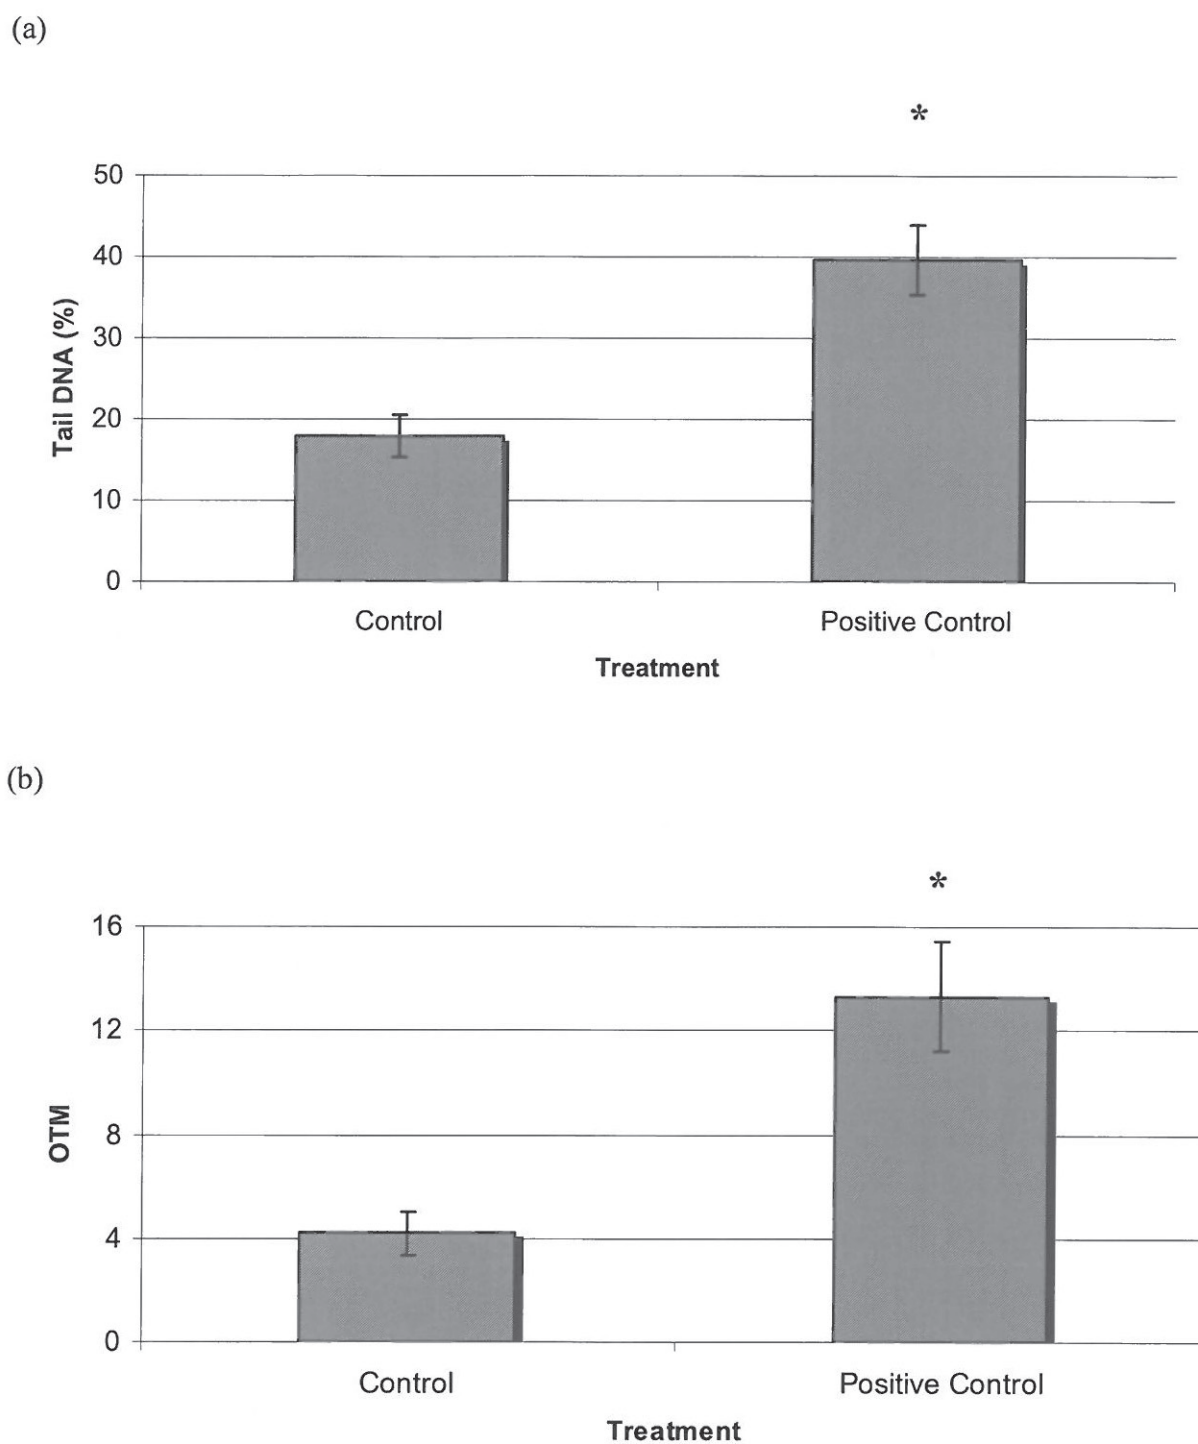 (a)
*
50
40
30
20
10
0
Tail DNA (%)
Control Positive Control
Treatment
(b)
*
16
12
8
4
0
OTM
Control Positive Control
Treatment